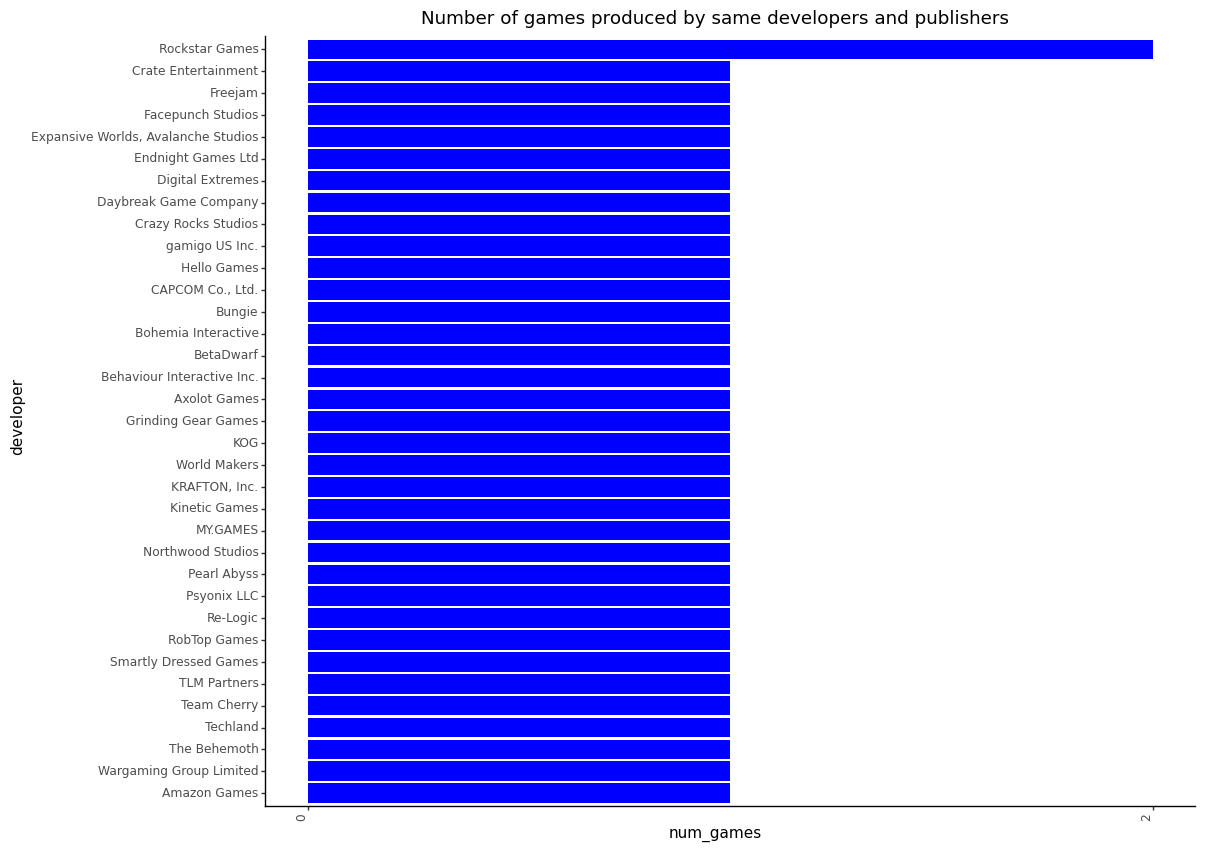 Number of games produced by same developers and publishers
Rockstar Games
Crate Entertainment
Freejam
Facepunch Studios
Expansive Worlds, Avalanche Studios
Endnight Games Ltd
Digital Extremes
Daybreak Game Company
Crazy Rocks Studios
gamigo US Inc.
Hello Games
CAPCOM Co., Ltd.
Bungie
Bohemia Interactive
BetaDwarf
Behaviour Interactive Inc.
Axolot Games
Grinding Gear Games
KOG
World Makers
KRAFTON, Inc.
Kinetic Games
MY.GAMES
Northwood Studios
Pearl Abyss
Psyonix LLC
Re-Logic
RobTop Games
Smartly Dressed Games
TLM Partners
Team Cherry
Techland
The Behemoth
Wargaming Group Limited
Amazon Games
developer
0
2
num_games